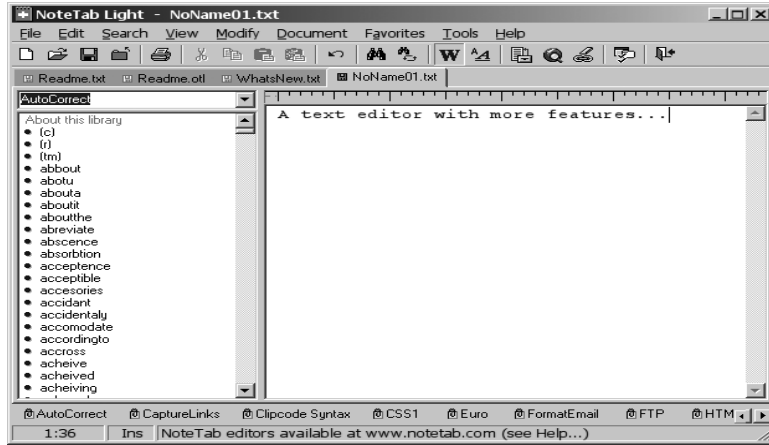 NoteTab Light - NoName01.txt
File Edit Search View Modify Document Favorites Tools Help
Readme.txt Readme.otl WhatsNew.txt NoName01.txt
AutoCorrect
A text editor with more features...
About this library
(c)
(r)
(tm)
abbout
abotu
abouta
aboutit
aboutthe
abreviate
abscence
absorbtion
acceptence
acceptible
accesories
accidant
accidentaly
accomodate
accordingto
accross
acheive
acheived
acheiving
AutoCorrect CaptureLinks Clipcode Syntax CSS1 Euro FormatEmail FTP HTM
1:36 Ins NoteTab editors available at www.notetab.com (see Help...)